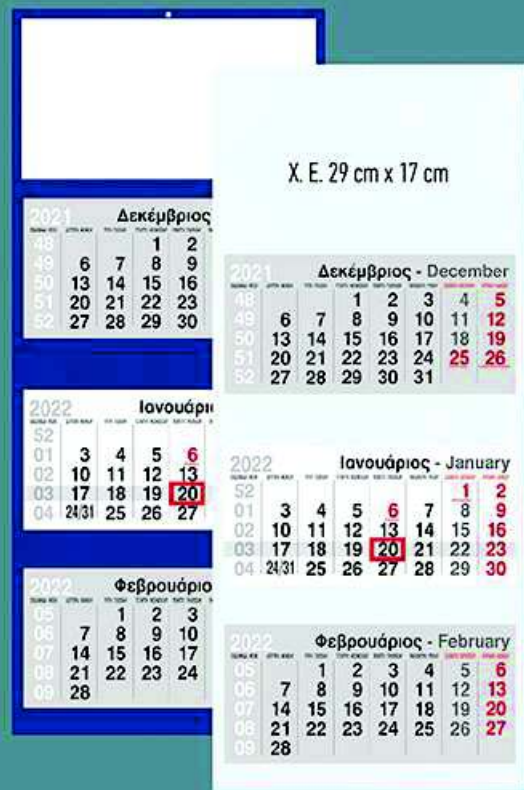 2021 Δεκέμβριος
48 1 2
49 6 7 8 9
50 13 14 15 16
51 20 21 22 23
52 27 28 29 30
2022 Ιανουάρι
52
01 3 4 5 6
02 10 11 12 13
03 17 18 19 20
04 24/31 25 26 27
2022 Φεβρουάριο
05 1 2 3
06 7 8 9 10
07 14 15 16 17
08 21 22 23 24
09 28
Χ. Ε. 29 cm x 17 cm
2021 Δεκέμβριος - December
48 1 2 3 4 5
49 6 7 8 9 10 11 12
50 13 14 15 16 17 18 19
51 20 21 22 23 24 25 26
52 27 28 29 30 31
2022 Ιανουάριος - January
52 1 2
01 3 4 5 6 7 8 9
02 10 11 12 13 14 15 16
03 17 18 19 20 21 22 23
04 24/31 25 26 27 28 29 30
2022 Φεβρουάριος - February
05 1 2 3 4 5 6
06 7 8 9 10 11 12 13
07 14 15 16 17 18 19 20
08 21 22 23 24 25 26 27
09 28